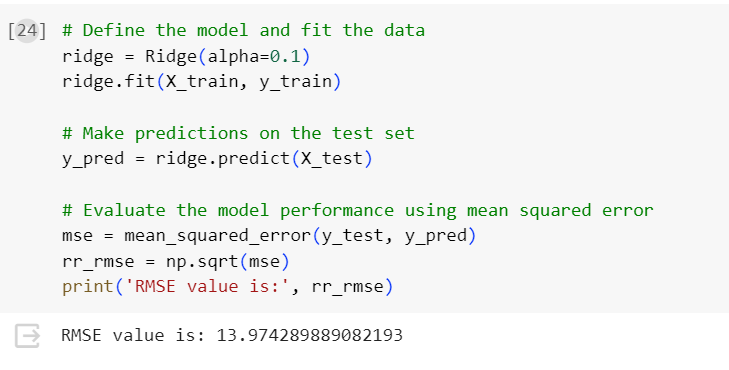 [24] # Define the model and fit the data
ridge = Ridge(alpha=0.1)
ridge.fit(X_train, y_train)
# Make predictions on the test set
y_pred = ridge.predict(X_test)
# Evaluate the model performance using mean squared error
mse = mean_squared_error(y_test, y_pred)
rr_rmse = np.sqrt(mse)
print('RMSE value is:', rr_rmse)
RMSE value is: 13.974289889082193